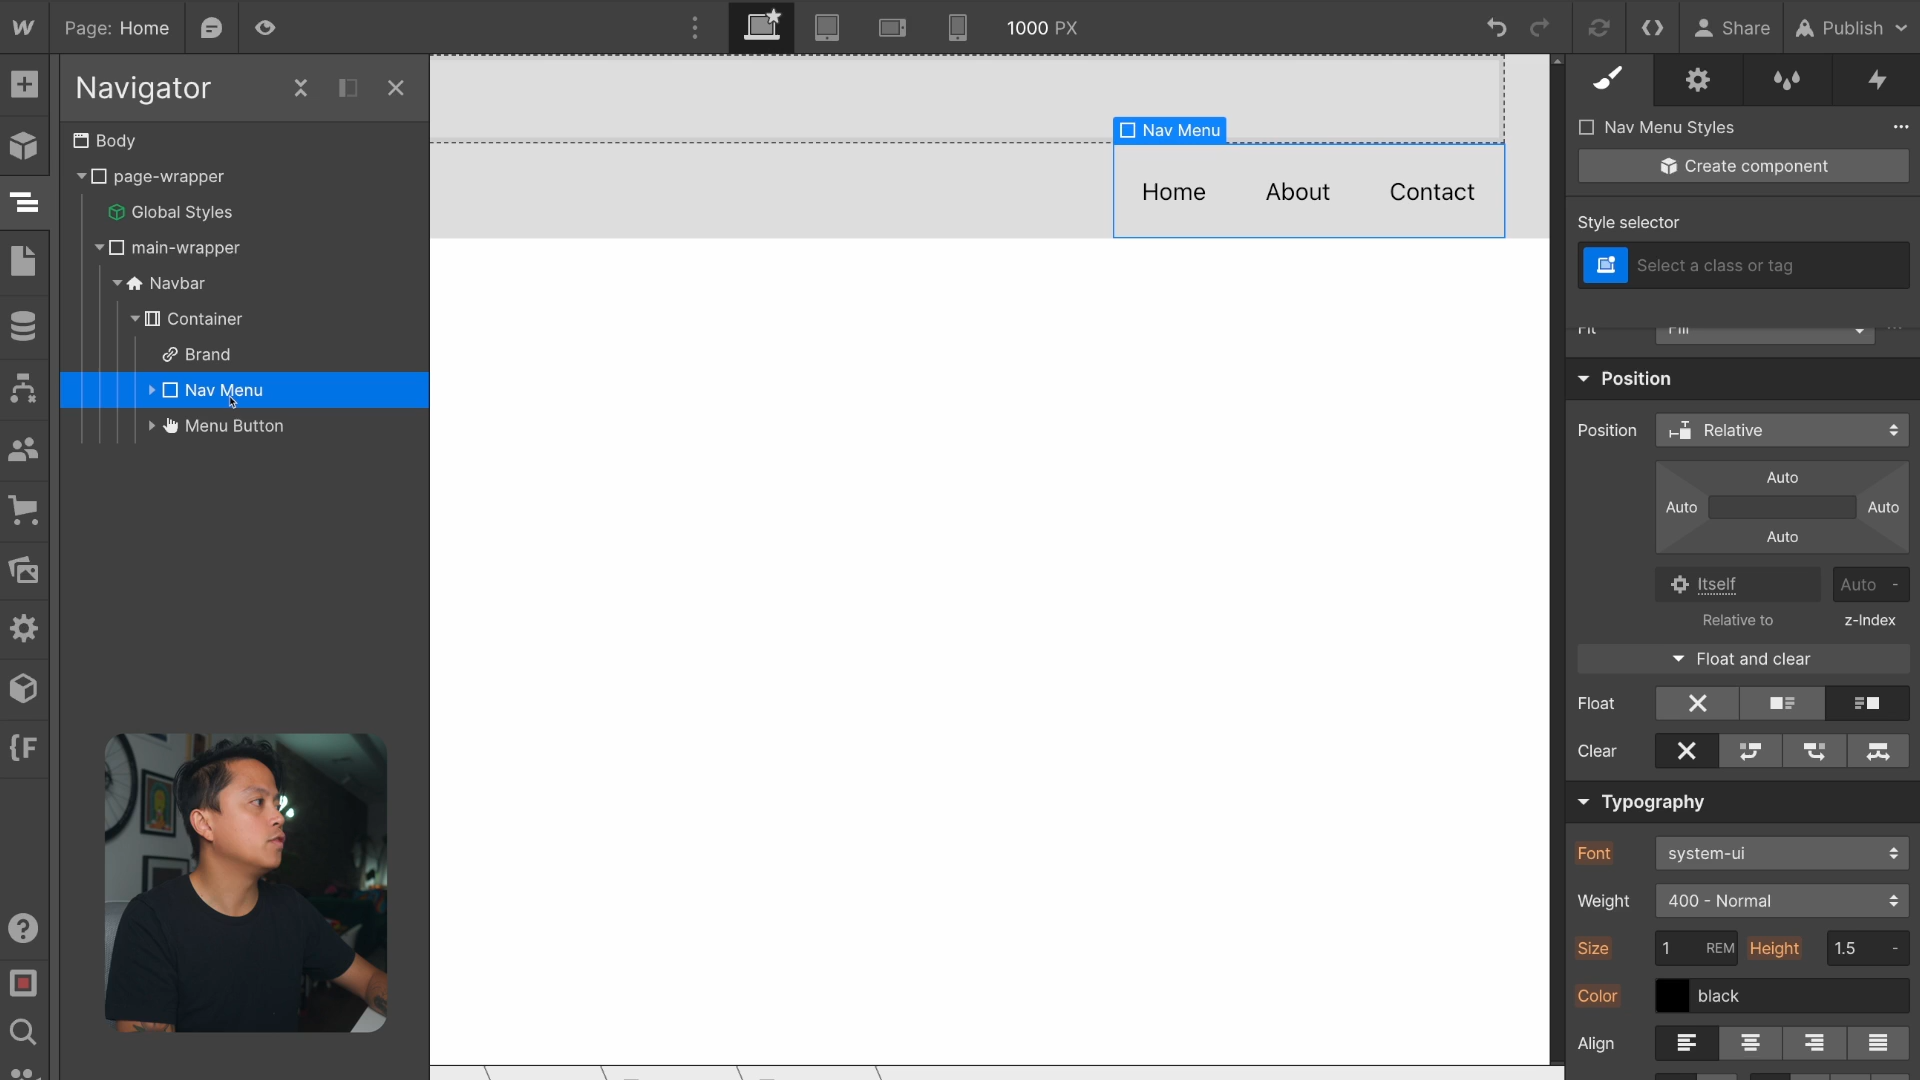 Page: Home
1000 PX
Share
Publish
Navigator
Body
page-wrapper
Global Styles
main-wrapper
Navbar
Container
Brand
Nav Menu
Menu Button
{F
Nav Menu
Home About Contact
Nav Menu Styles
Create component
Style selector
Select a class or tag
Fit Fill
Position
Position Relative
Auto
Auto Auto
Auto
Itself Auto -
Relative to z-Index
Float and clear
Float
Clear
Typography
Font system-ui
Weight 400 - Normal
Size 1 REM Height 1.5 -
Color black
Align